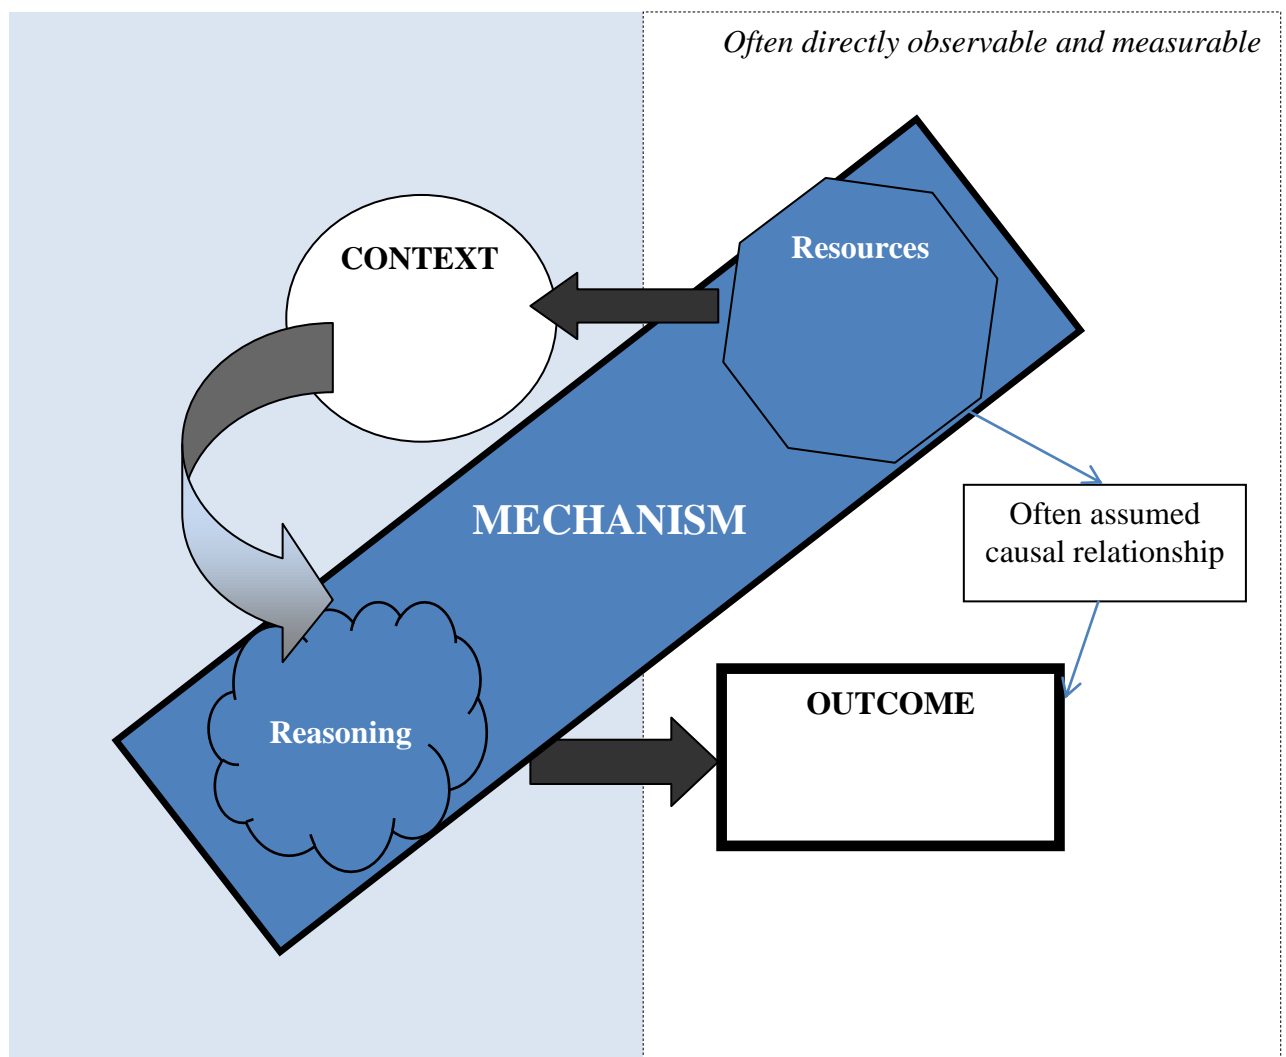 Often directly observable and measurable
CONTEXT
Resources
MECHANISM
Often assumed
causal relationship
Reasoning
OUTCOME